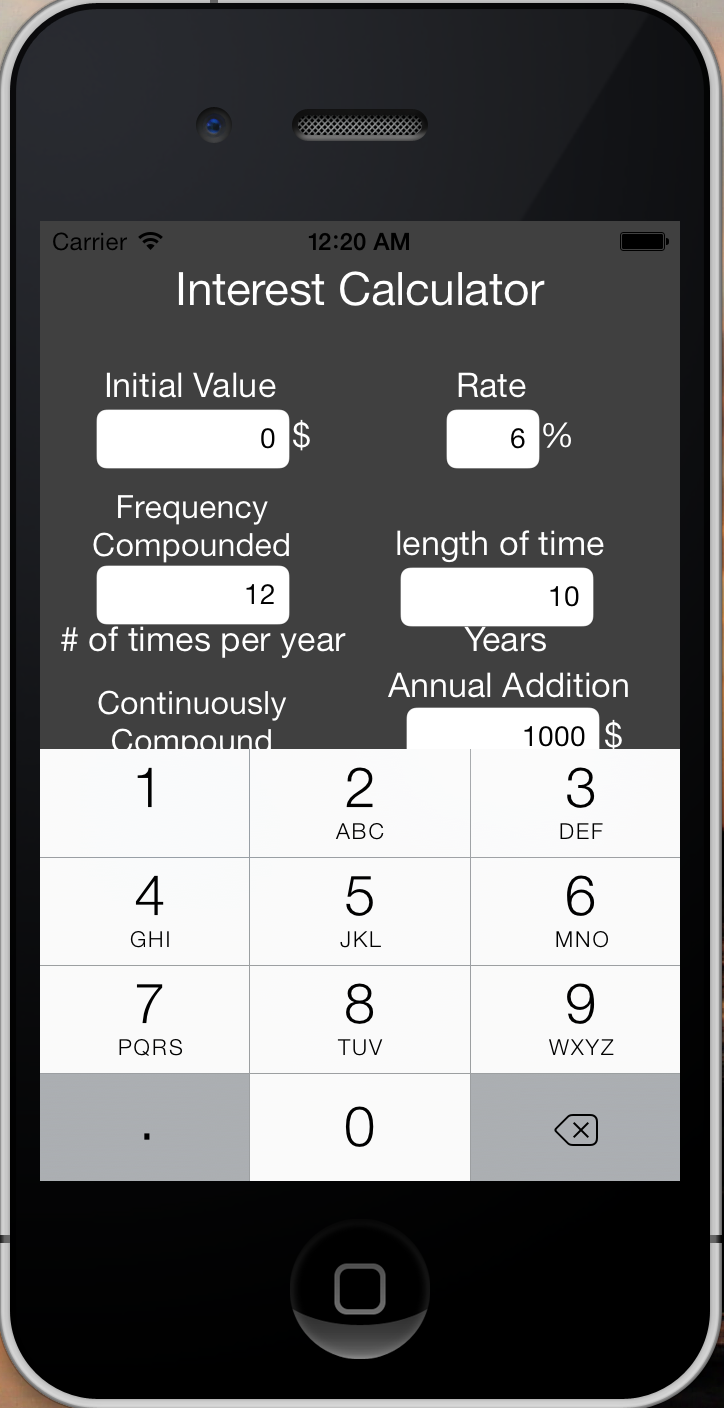 Carrier 12:20 AM
Interest Calculator
Initial Value Rate
0 $ 6 %
Frequency
Compounded length of time
12 10
# of times per year Years
Continuously Annual Addition
Compound 1000 $
1 2 3
ABC DEF
4 5 6
GHI JKL MNO
7 8 9
PQRS TUV WXYZ
. 0